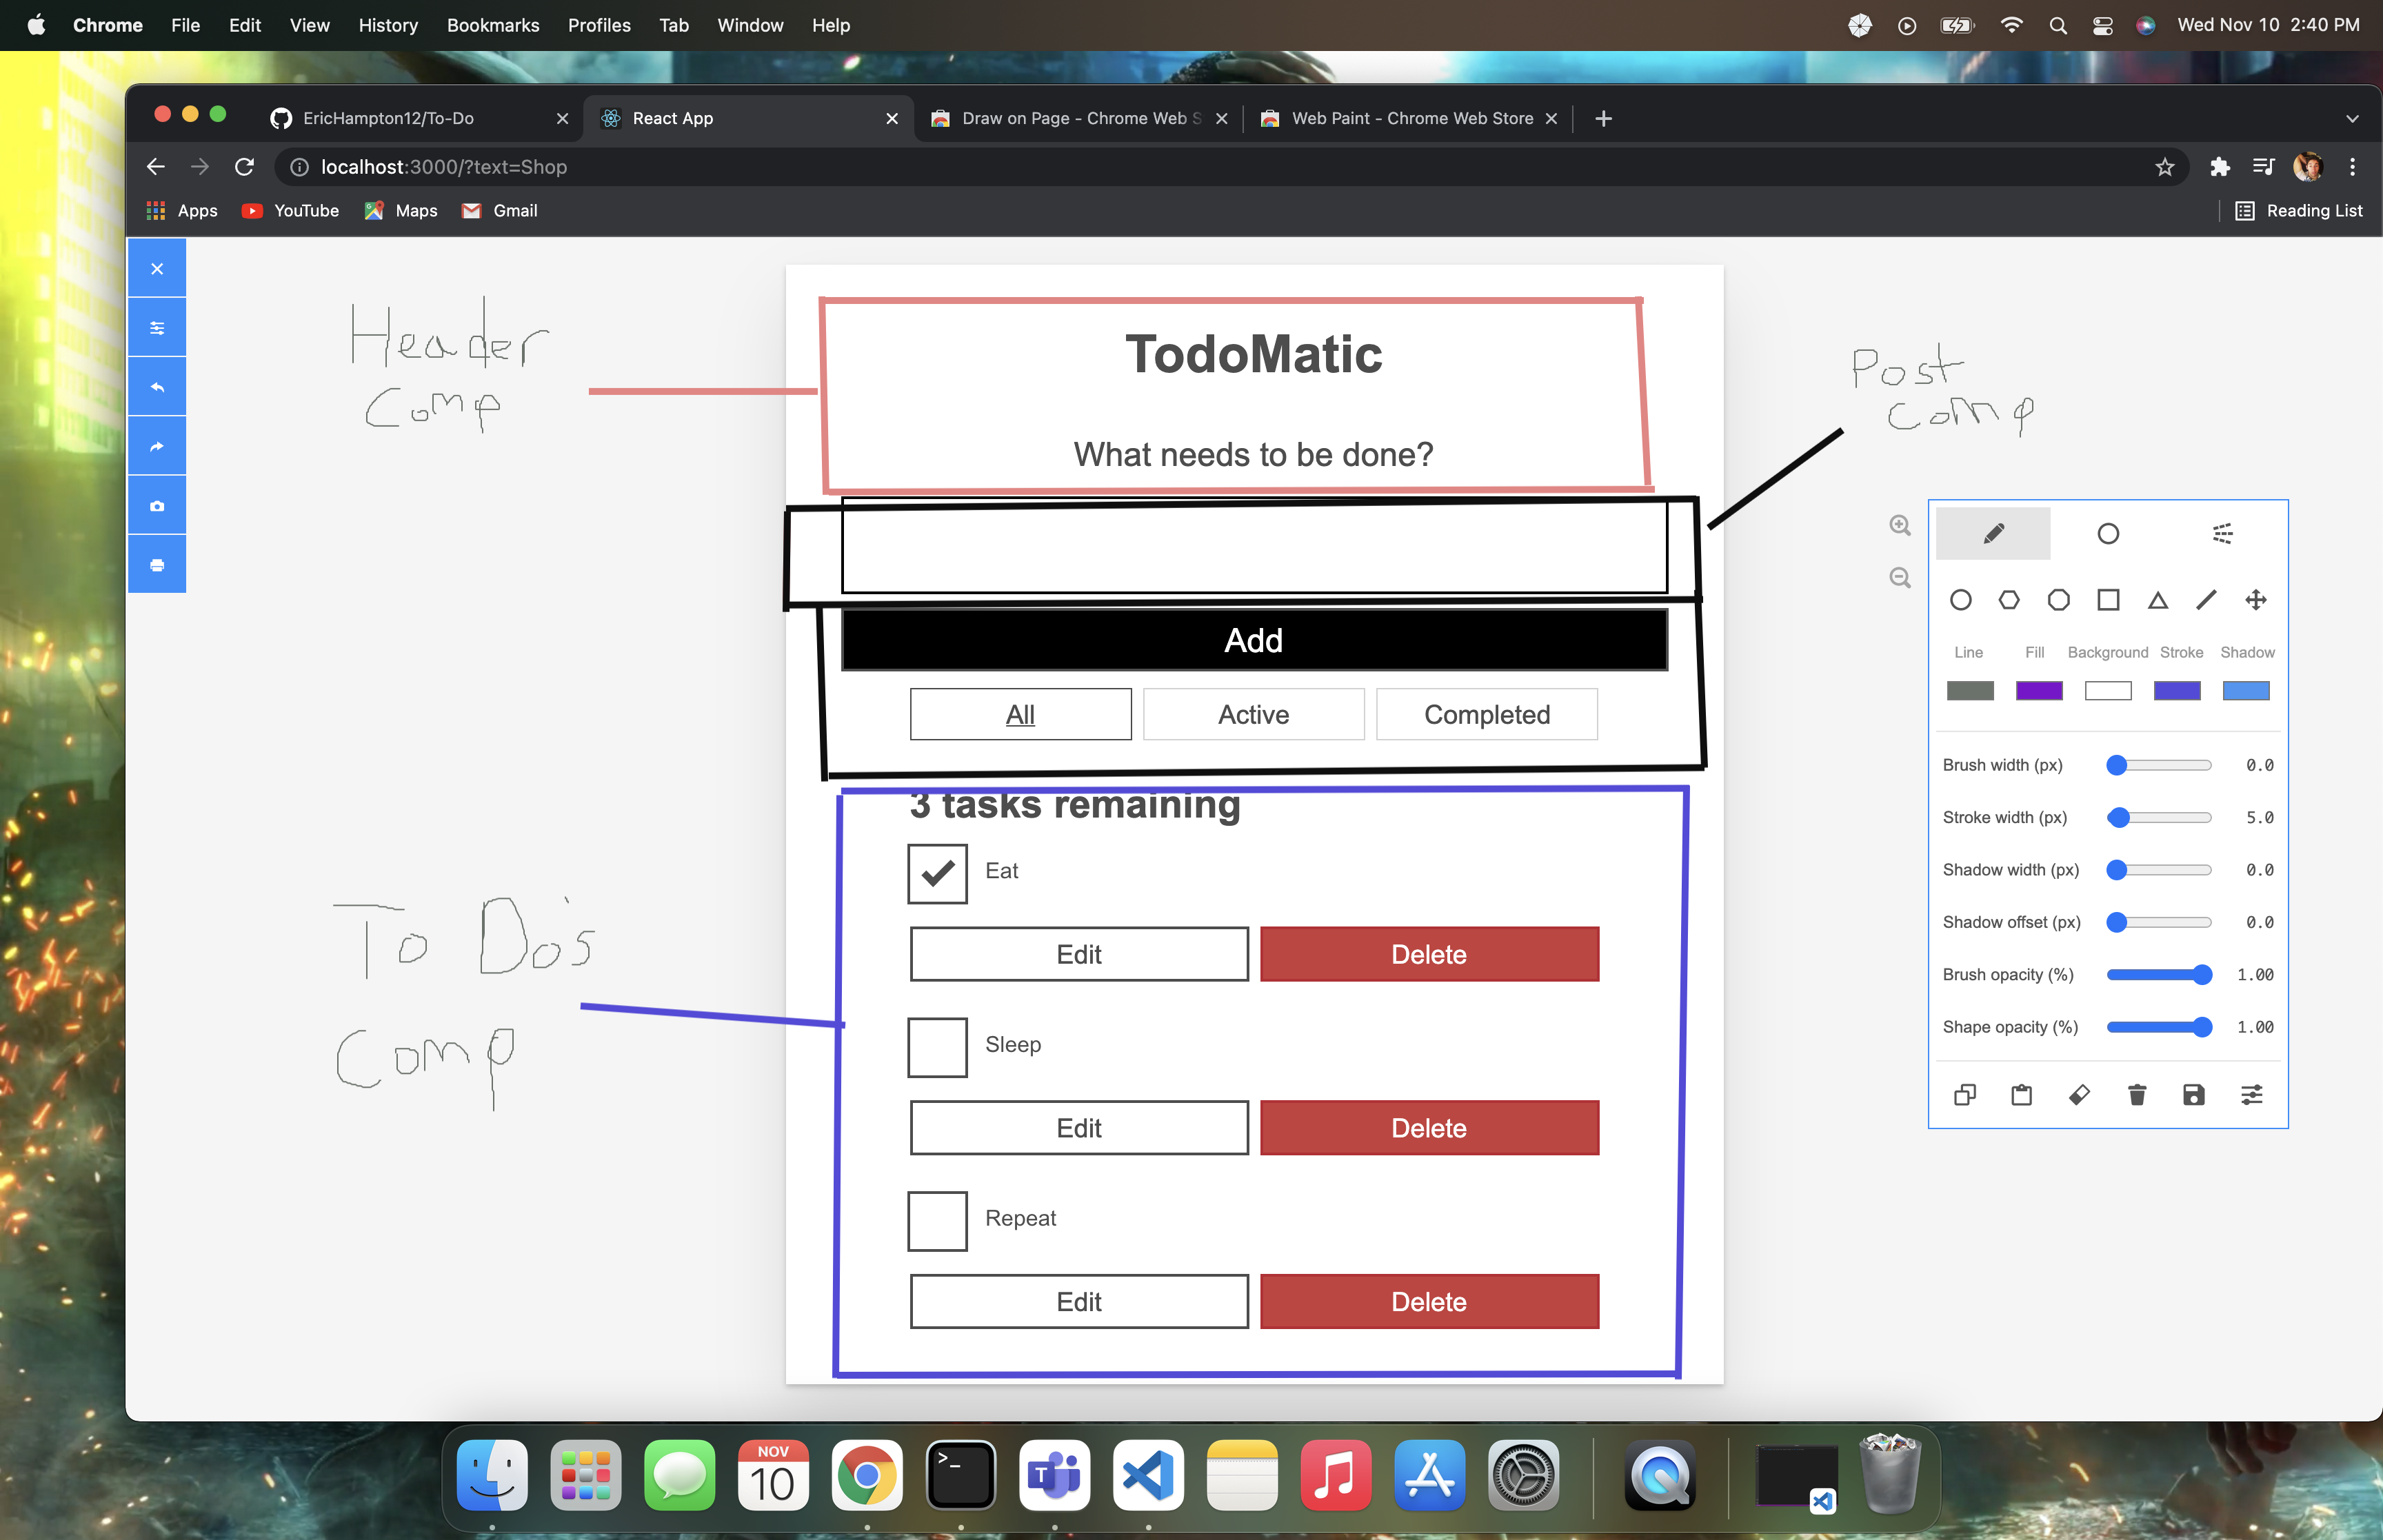 Chrome File Edit View History Bookmarks Profiles Tab Window Help
Wed Nov 10 2:40 PM
EricHampton12/To-Do
React App
Draw on Page - Chrome Web S
Web Paint - Chrome Web Store
localhost:3000/?text=Shop
Apps YouTube Maps Gmail
Reading List
Header
Comp
TodoMatic
What needs to be done?
Post
comp
Add
All Active Completed
3 tasks remaining
Eat
Edit Delete
Sleep
Edit Delete
Repeat
Edit Delete
To Do's
Comp
Line Fill Background Stroke Shadow
Brush width (px) 0.0
Stroke width (px) 5.0
Shadow width (px) 0.0
Shadow offset (px) 0.0
Brush opacity (%) 1.00
Shape opacity (%) 1.00
NOV
10
>_
T